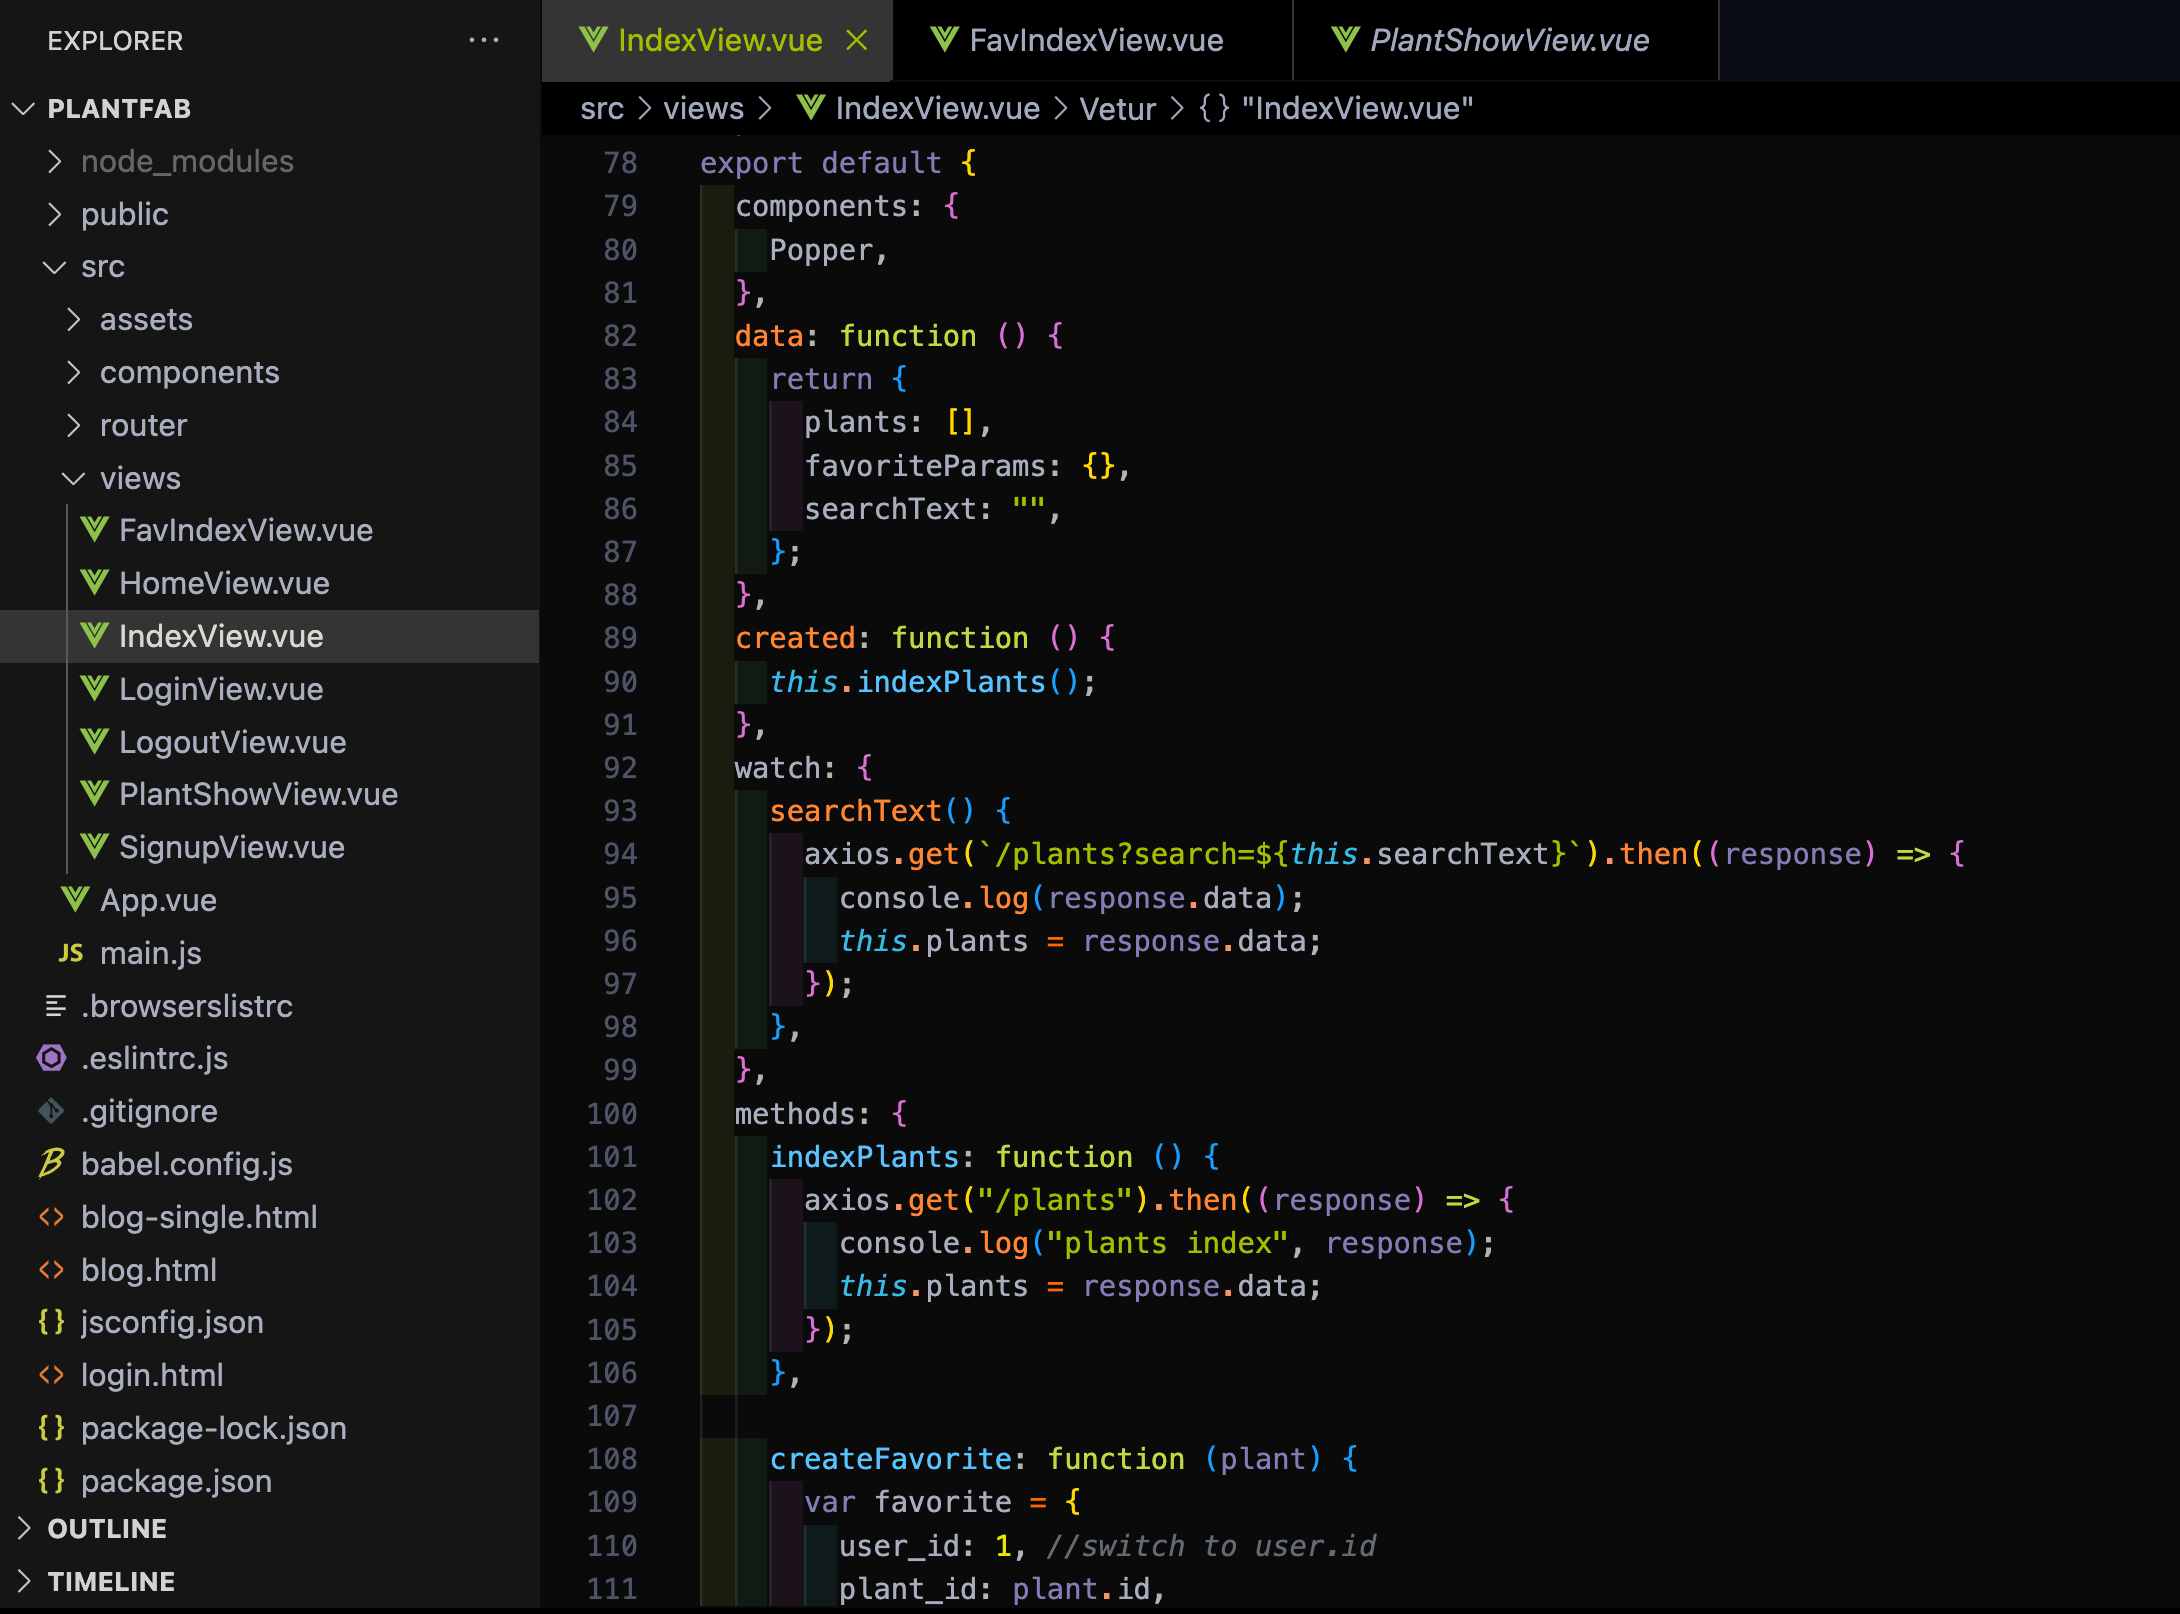 EXPLORER
PLANTFAB
node_modules
public
src
assets
components
router
views
FavIndexView.vue
HomeView.vue
IndexView.vue
LoginView.vue
LogoutView.vue
PlantShowView.vue
SignupView.vue
App.vue
JS main.js
.browserslistrc
.eslintrc.js
.gitignore
babel.config.js
<> blog-single.html
<> blog.html
{} jsconfig.json
<> login.html
{} package-lock.json
{} package.json
OUTLINE
TIMELINE
IndexView.vue FavIndexView.vue PlantShowView.vue
src > views > IndexView.vue > Vetur > {} "IndexView.vue"
78 export default {
79 components: {
80 Popper,
81 },
82 data: function () {
83 return {
84 plants: [],
85 favoriteParams: {},
86 searchText: "",
87 };
88 },
89 created: function () {
90 this.indexPlants();
91 },
92 watch: {
93 searchText() {
94 axios.get(`/plants?search=${this.searchText}`).then((response) => {
95 console.log(response.data);
96 this.plants = response.data;
97 });
98 },
99 },
100 methods: {
101 indexPlants: function () {
102 axios.get("/plants").then((response) => {
103 console.log("plants index", response);
104 this.plants = response.data;
105 });
106 },
107
108 createFavorite: function (plant) {
109 var favorite = {
110 user_id: 1, //switch to user.id
111 plant_id: plant.id,